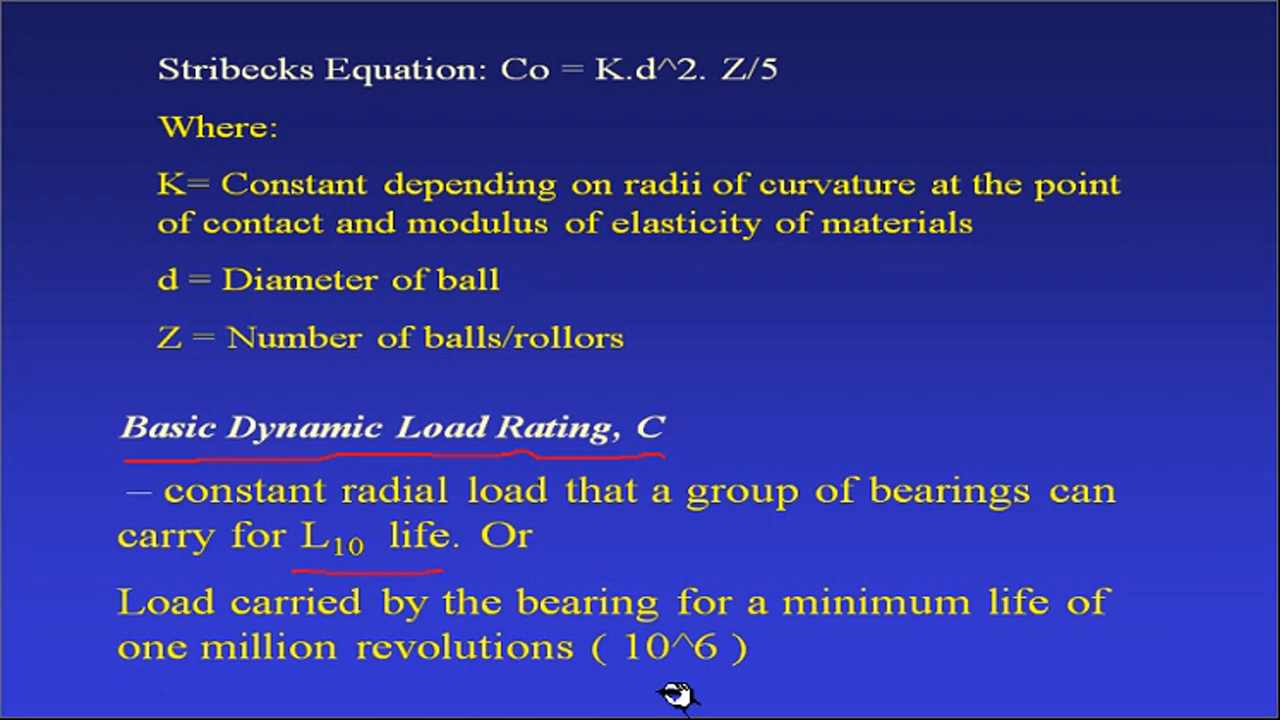 Stribecks Equation: Co = K.d^2. Z/5
Where:
K= Constant depending on radii of curvature at the point
of contact and modulus of elasticity of materials
d = Diameter of ball
Z = Number of balls/rollors
Basic Dynamic Load Rating, C
– constant radial load that a group of bearings can
carry for L₁₀ life. Or
Load carried by the bearing for a minimum life of
one million revolutions ( 10^6 )